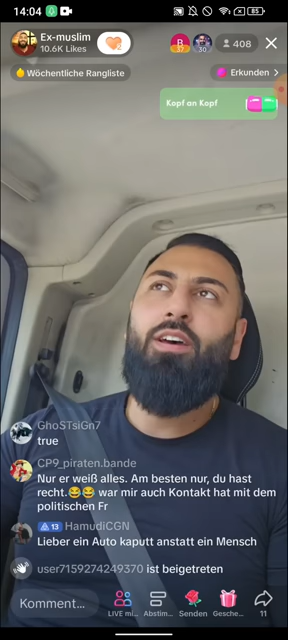 14:04
85
Ex-muslim
10.6K Likes
37
30
408
Wöchentliche Rangliste
Erkunden
Kopf an Kopf
GhoSTsiGn7
true
CP9_piraten.bande
Nur er weiß alles. Am besten nur, du hast
recht.😂😂 war mir auch Kontakt hat mit dem
politischen Fr
13 HamudiCGN
Lieber ein Auto kaputt anstatt ein Mensch
user7159274249370 ist beigetreten
Komment...
LIVE mi...
Abstim...
Senden
Gesche...
11